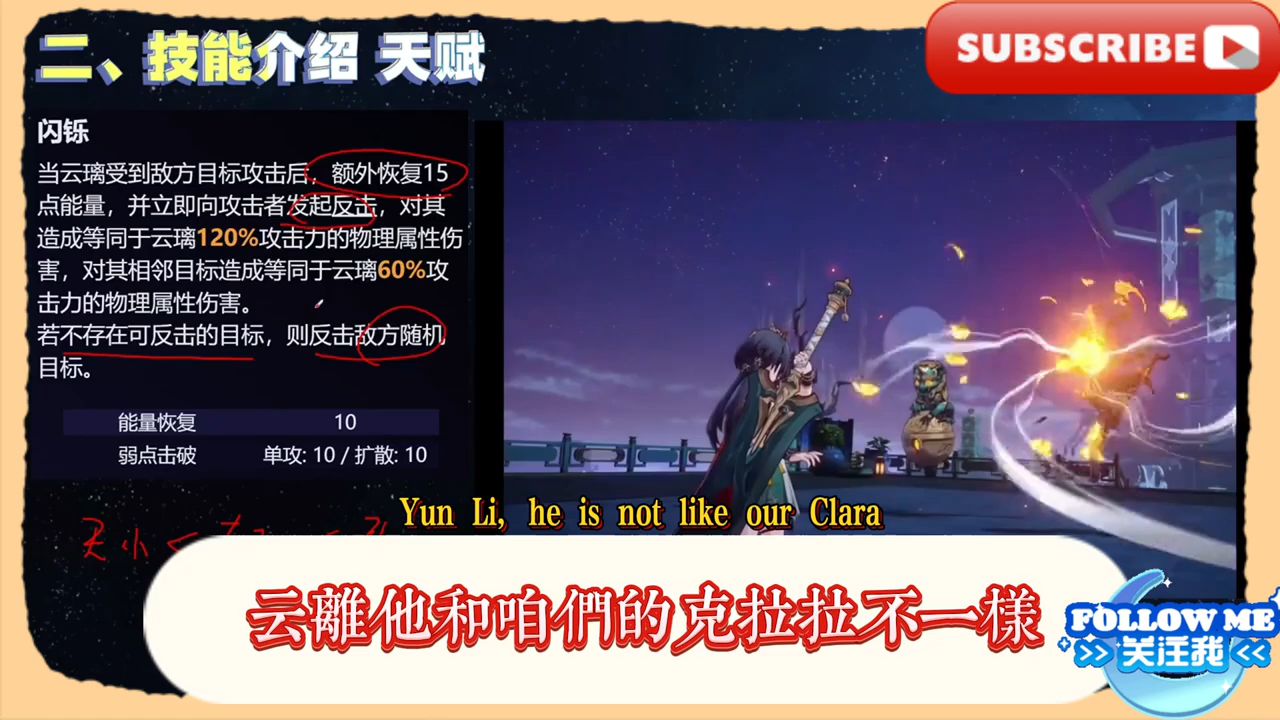 二、技能介绍 天赋
SUBSCRIBE
闪铄
当云璃受到敌方目标攻击后，额外恢复15
点能量，并立即向攻击者发起反击，对其
造成等同于云璃120%攻击力的物理属性伤
害，对其相邻目标造成等同于云璃60%攻
击力的物理属性伤害。
若不存在可反击的目标，则反击敌方随机
目标。
能量恢复 10
弱点击破 单攻: 10 / 扩散: 10
Yun Li, he is not like our Clara
云離他和咱們的克拉拉不一樣
FOLLOW ME
>> 关注我 <<